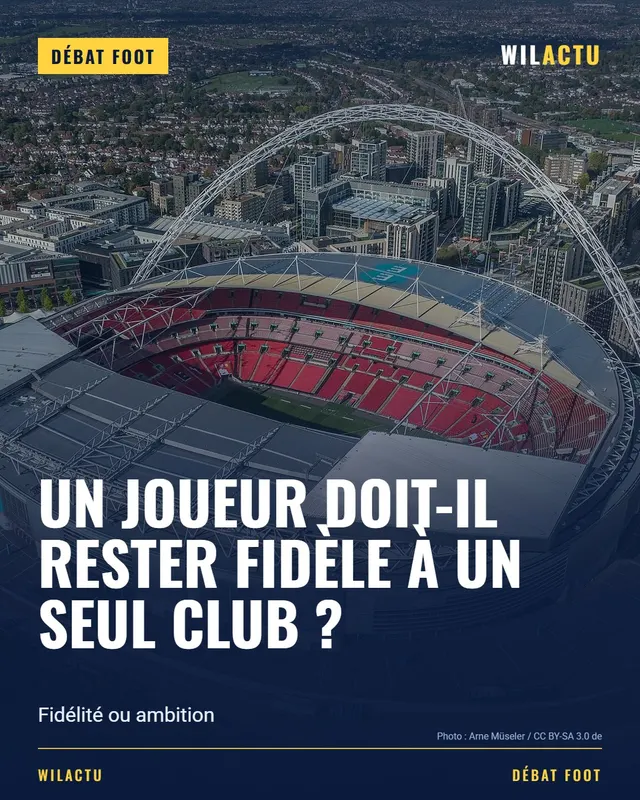 DÉBAT FOOT
WILACTU
UN JOUEUR DOIT-IL
RESTER FIDÈLE À UN
SEUL CLUB ?
Fidélité ou ambition
Photo : Arne Müseler / CC BY-SA 3.0 de
WILACTU
DÉBAT FOOT